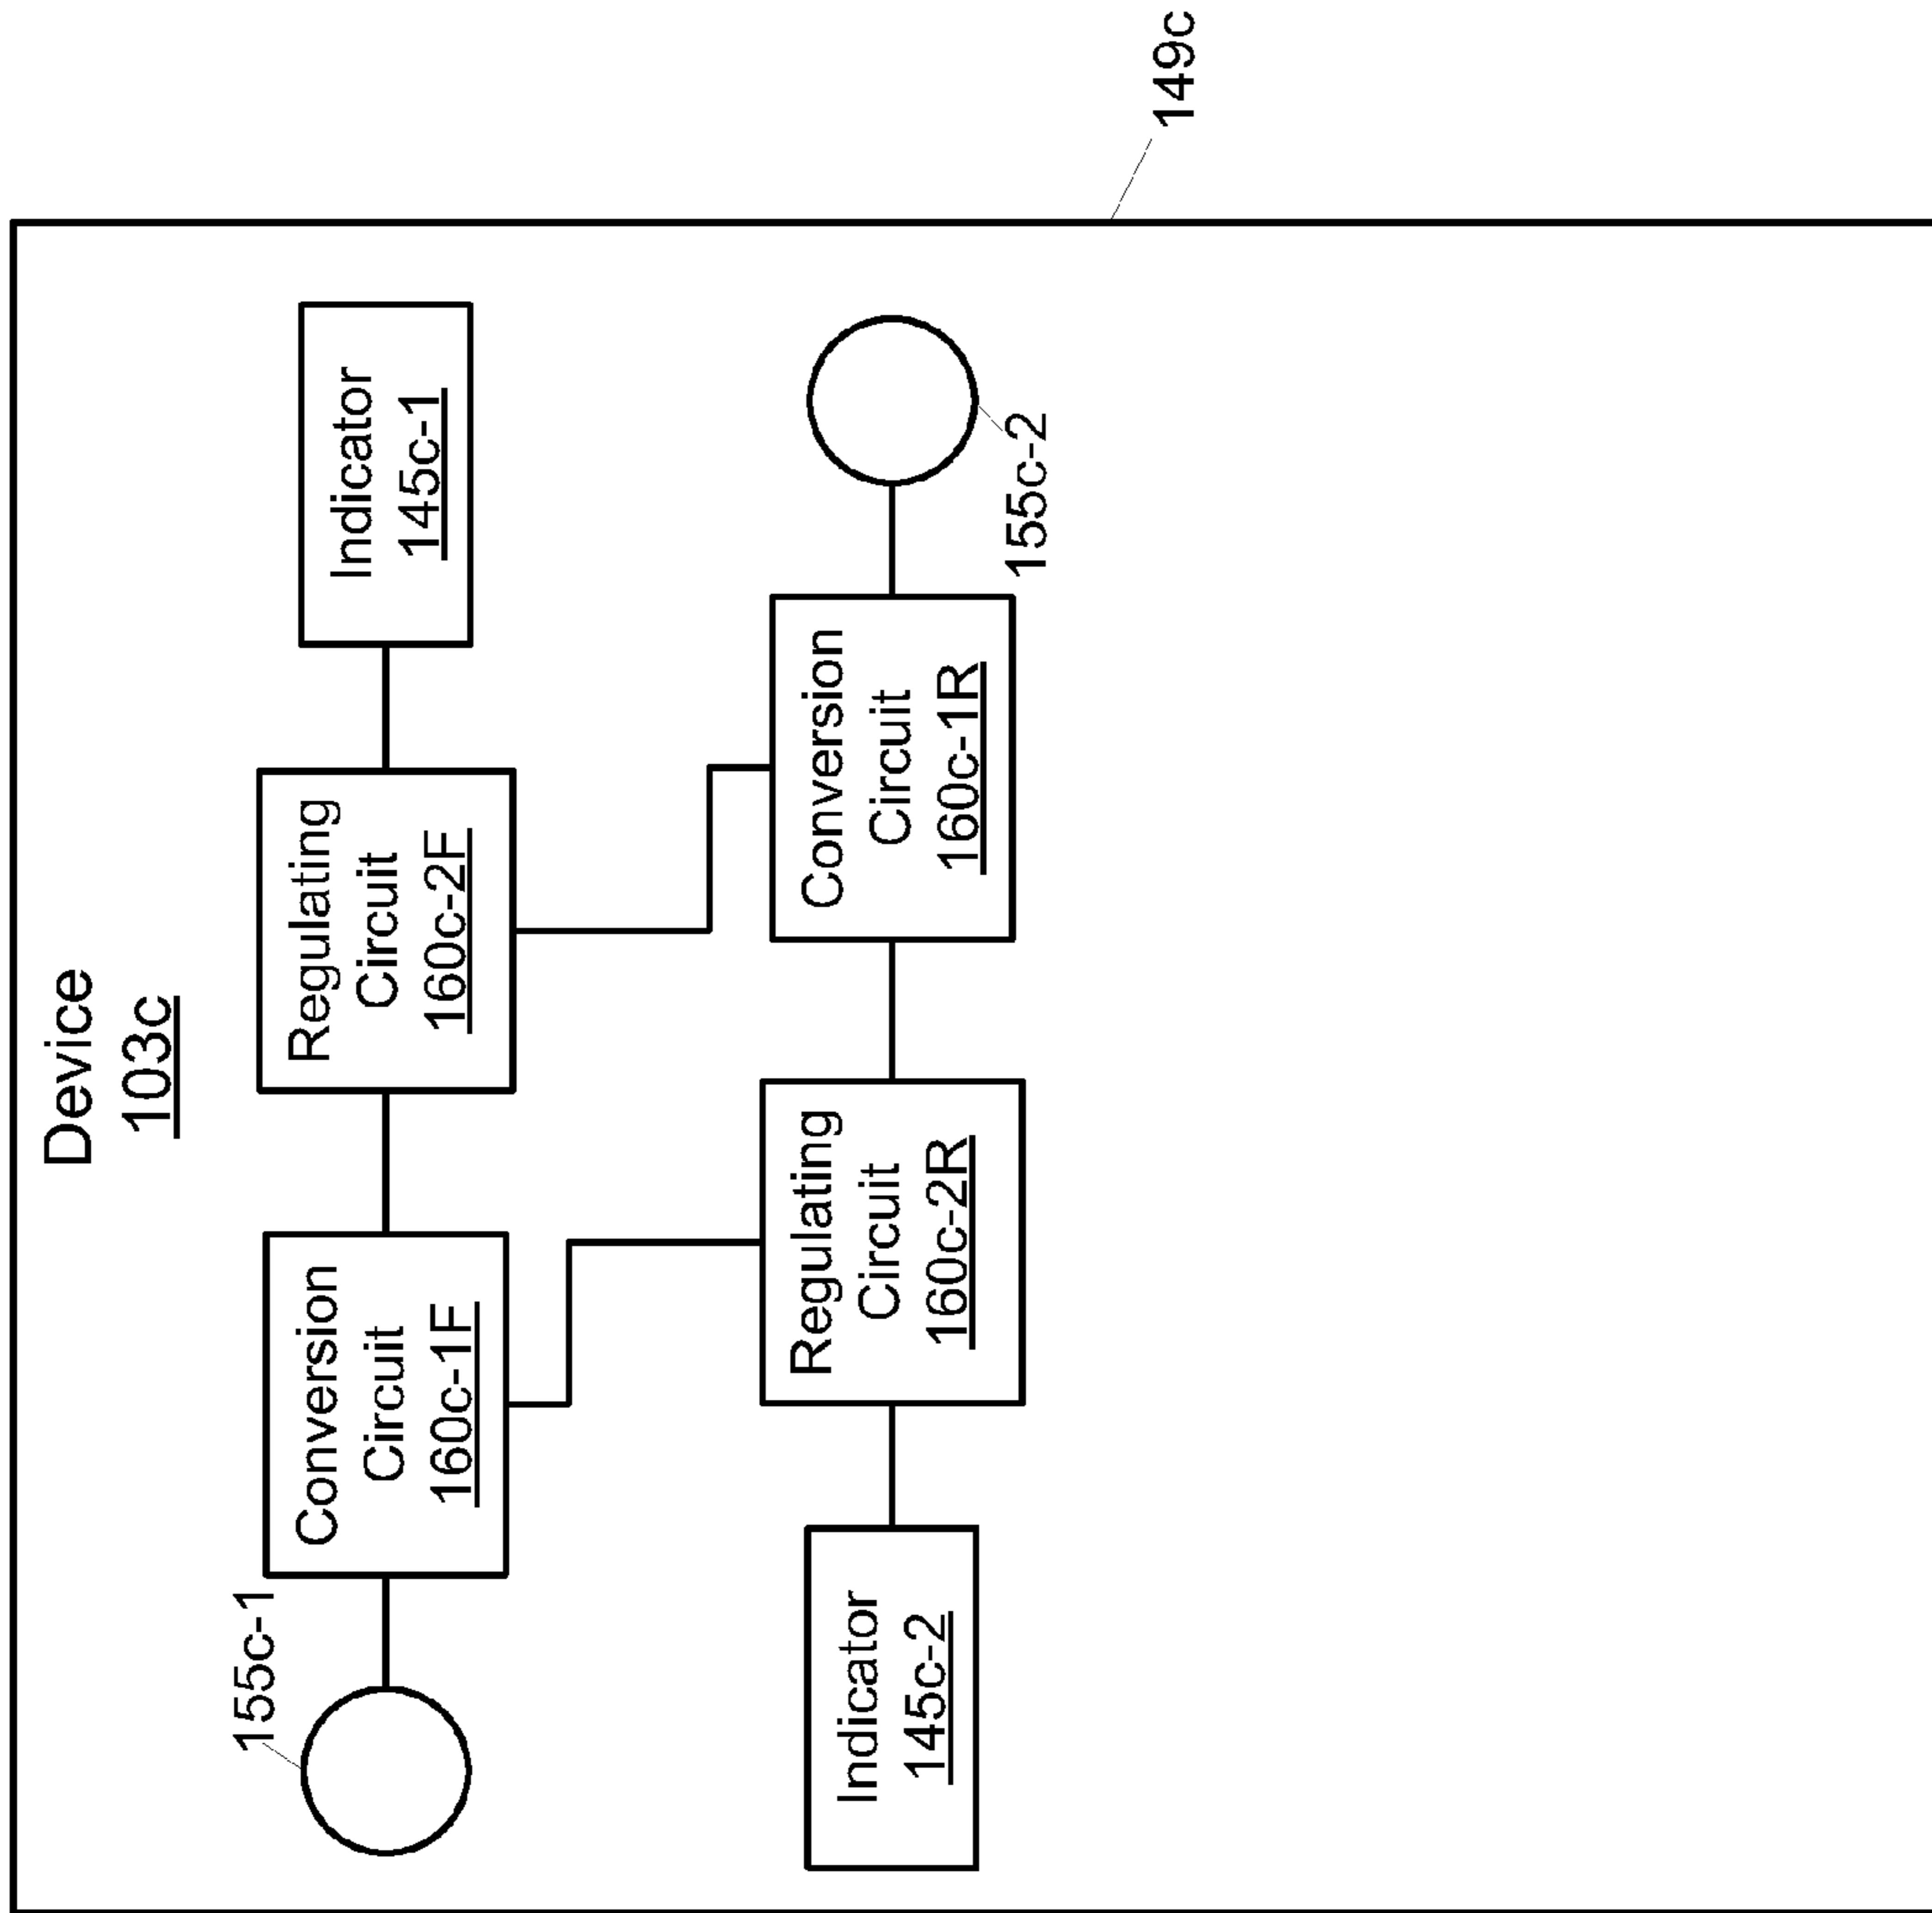 Device
103c
155c-1
Conversion
Circuit
160c-1F
Regulating
Circuit
160c-2F
Indicator
145c-1
Indicator
145c-2
Regulating
Circuit
160c-2R
Conversion
Circuit
160c-1R
155c-2
149c